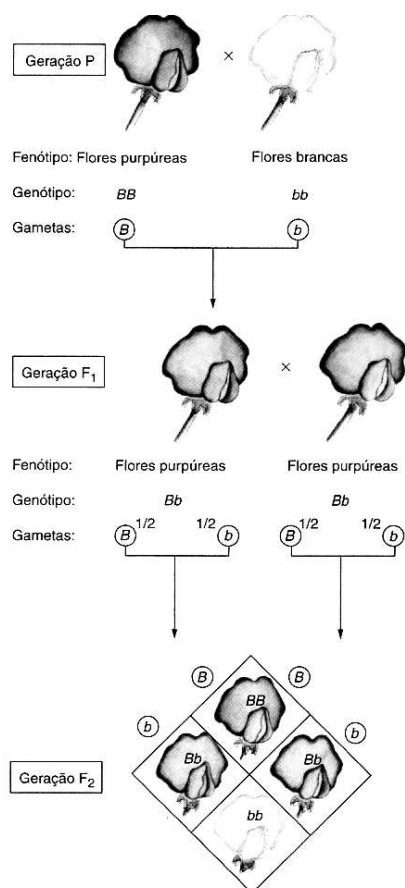 Geração P
×
Fenótipo: Flores purpúreas Flores brancas
Genótipo: BB bb
Gametas: B b
Geração F1
×
Fenótipo: Flores purpúreas Flores purpúreas
Genótipo: Bb Bb
Gametas: B 1/2 1/2 b B 1/2 1/2 b
B B
b BB b
Bb Bb
Geração F2
bb